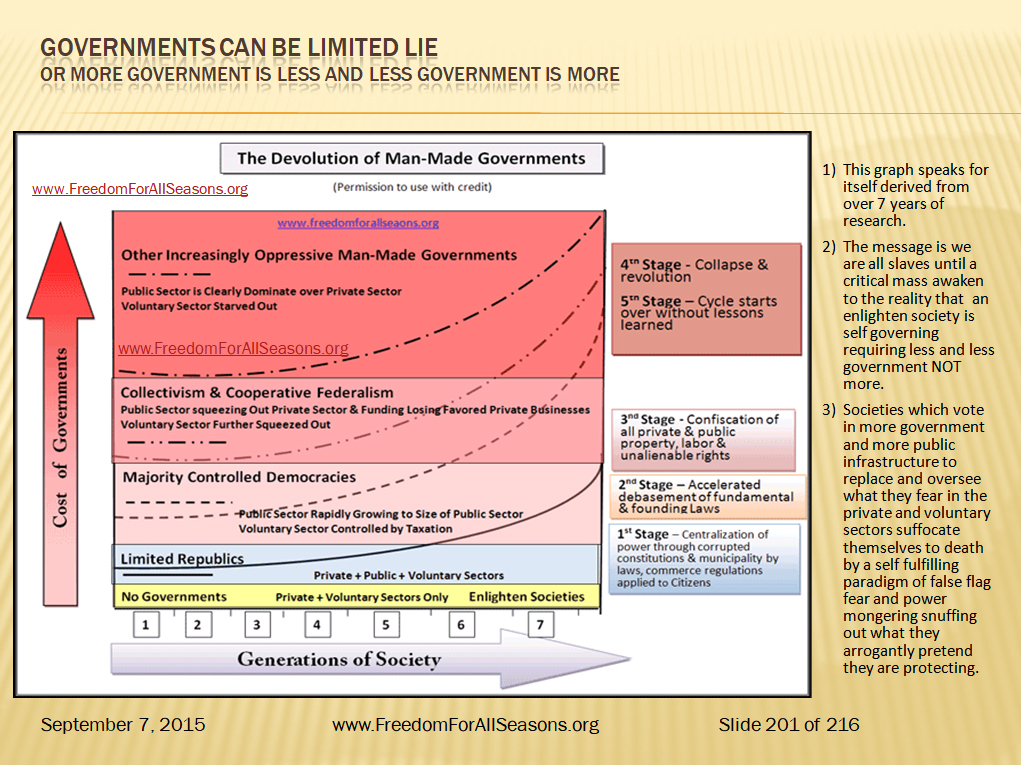 GOVERNMENTS CAN BE LIMITED LIE
OR MORE GOVERNMENT IS LESS AND LESS GOVERNMENT IS MORE
The Devolution of Man-Made Governments
www.FreedomForAllSeasons.org
(Permission to use with credit)
www.freedomforallseaons.org
Other Increasingly Oppressive Man-Made Governments
Public Sector is Clearly Dominate over Private Sector
Voluntary Sector Starved Out
www.FreedomForAllSeasons.org
Collectivism & Cooperative Federalism
Public Sector squeezing Out Private Sector & Funding Losing Favored Private Businesses
Voluntary Sector Further Squeezed Out
Majority Controlled Democracies
Public Sector Rapidly Growing to Size of Public Sector
Voluntary Sector Controlled by Taxation
Limited Republics
Private + Public + Voluntary Sectors
No Governments Private + Voluntary Sectors Only Enlighten Societies
1 2 3 4 5 6 7
Generations of Society
Cost of Governments
4th Stage - Collapse &
revolution
5th Stage – Cycle starts
over without lessons
learned
3nd Stage - Confiscation of
all private & public
property, labor &
unalienable rights
2nd Stage – Accelerated
debasement of fundamental
& founding Laws
1st Stage – Centralization of
power through corrupted
constitutions & municipality by
laws, commerce regulations
applied to Citizens
1) This graph speaks for
itself derived from
over 7 years of
research.
2) The message is we
are all slaves until a
critical mass awaken
to the reality that an
enlighten society is
self governing
requiring less and less
government NOT
more.
3) Societies which vote
in more government
and more public
infrastructure to
replace and oversee
what they fear in the
private and voluntary
sectors suffocate
themselves to death
by a self fulfilling
paradigm of false flag
fear and power
mongering snuffing
out what they
arrogantly pretend
they are protecting.
September 7, 2015 www.FreedomForAllSeasons.org Slide 201 of 216